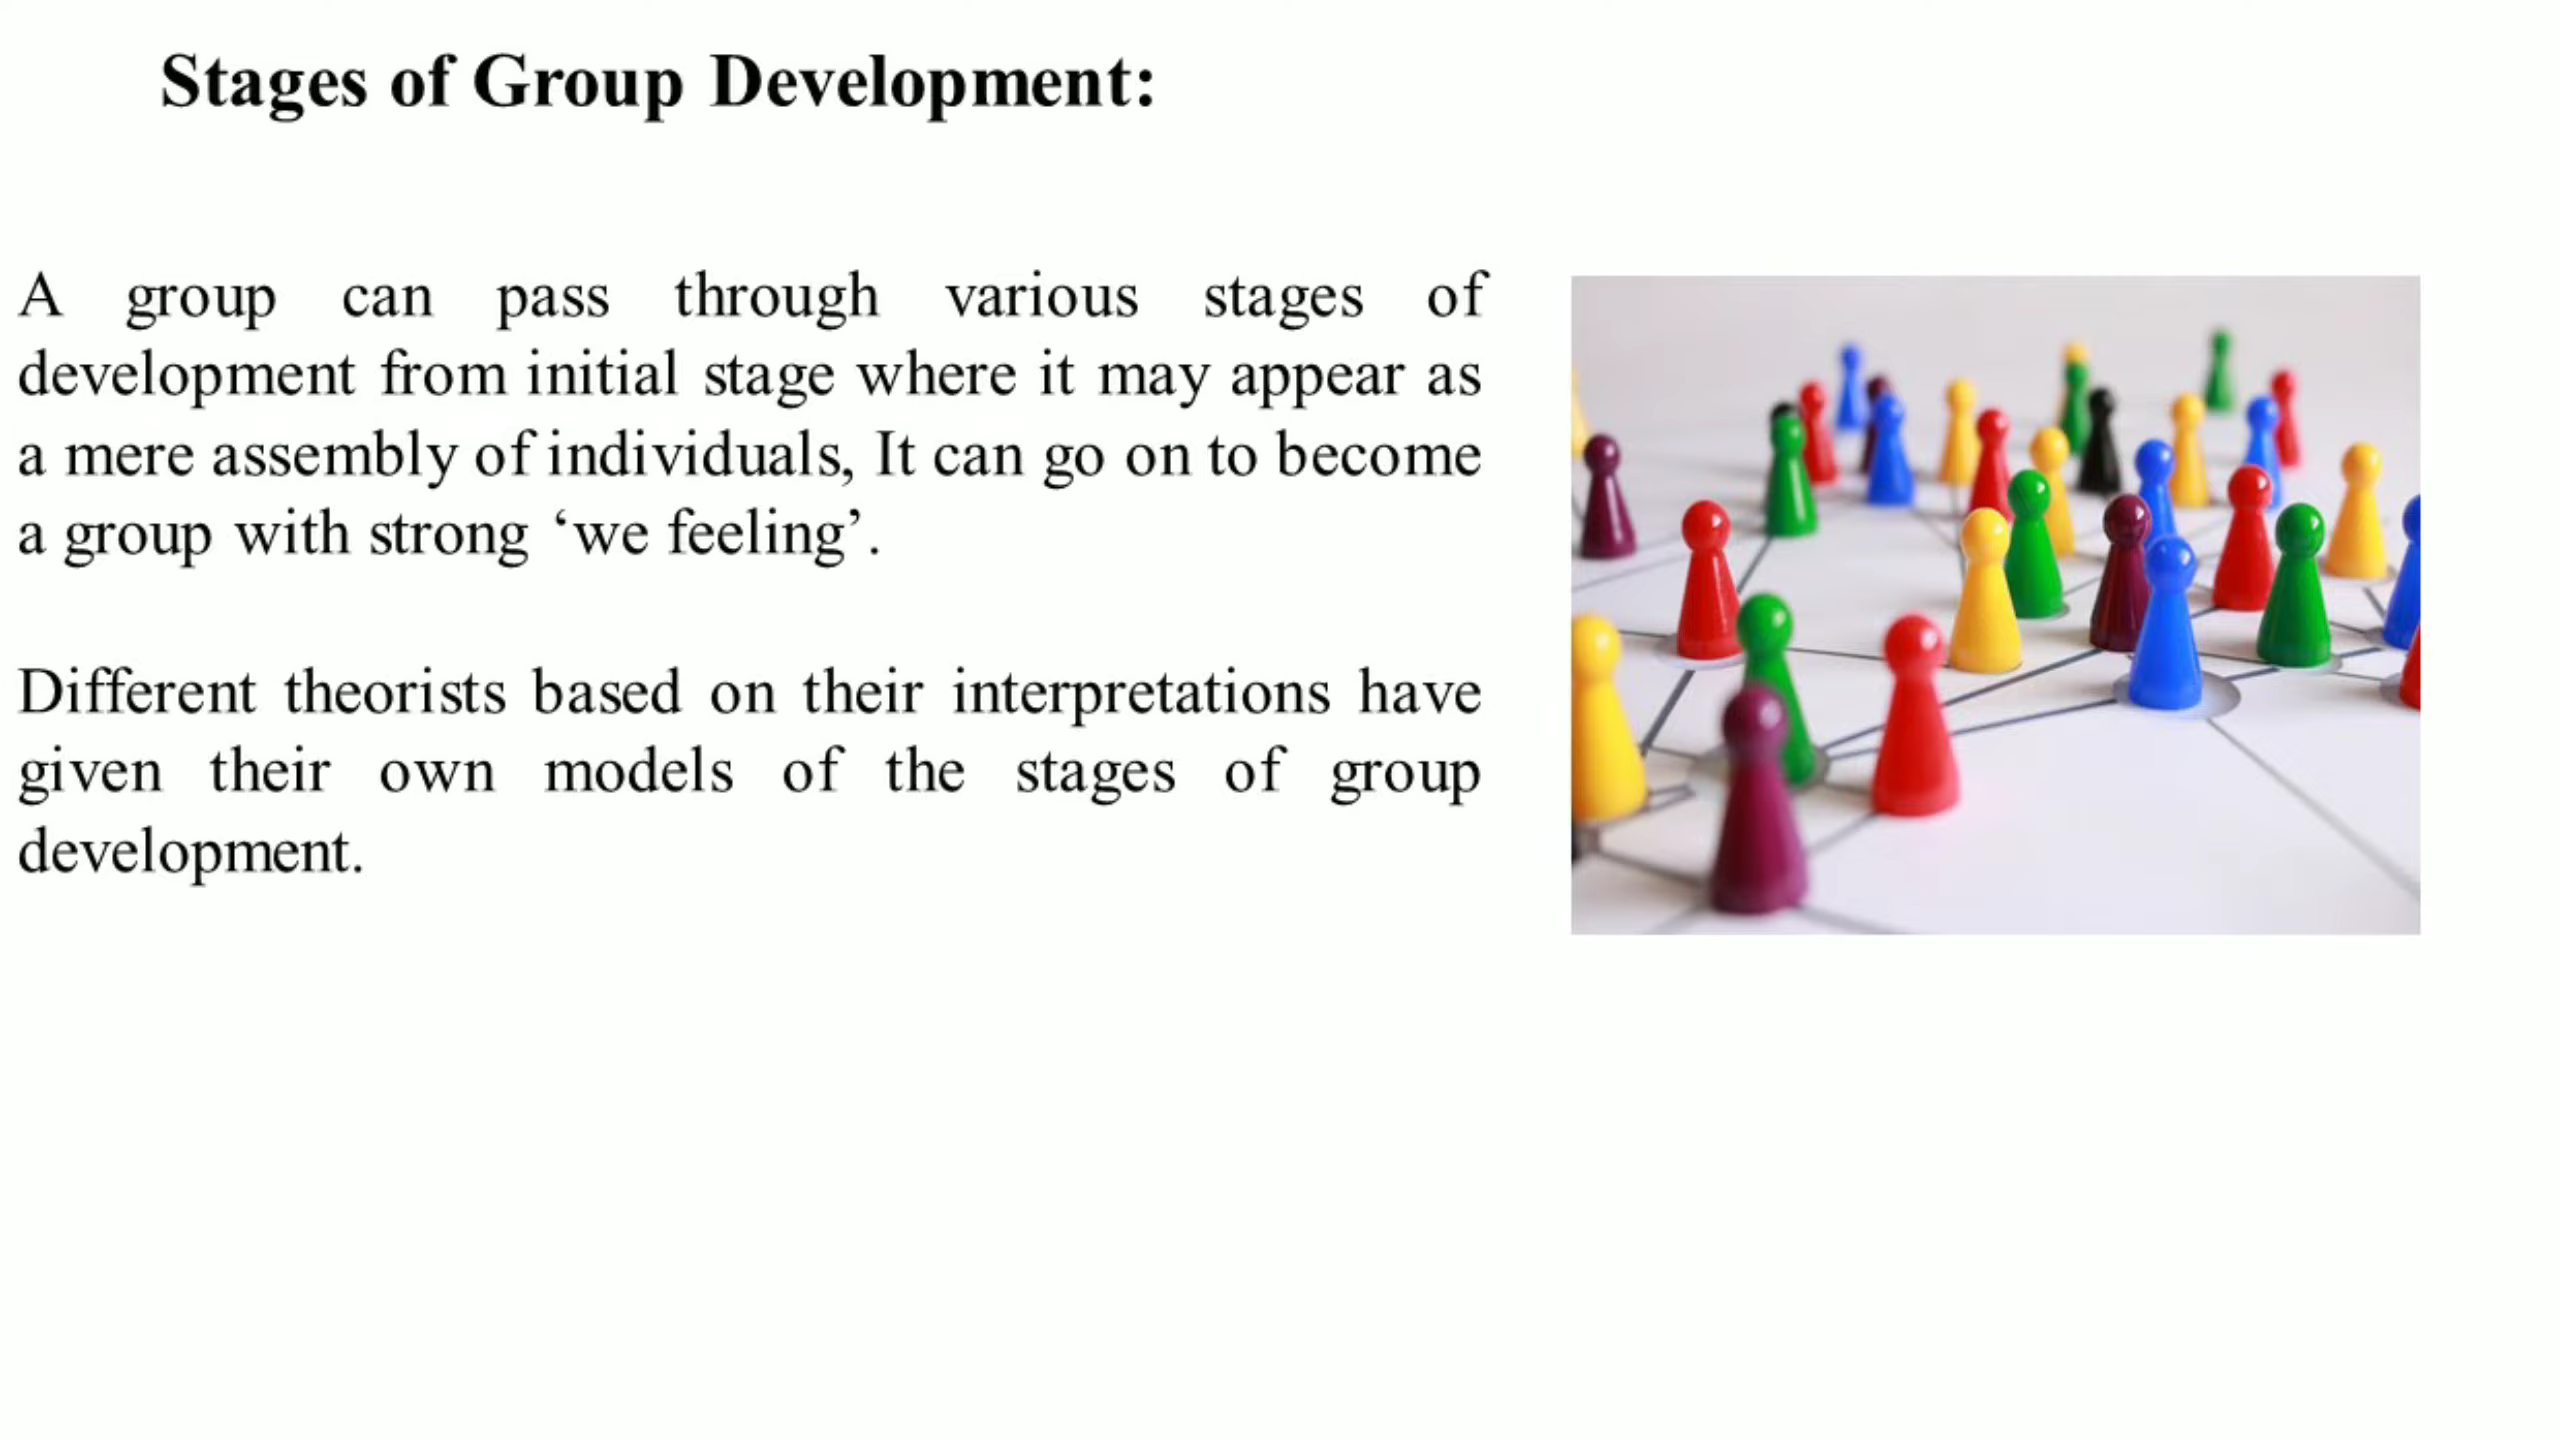 Stages of Group Development:
A group can pass through various stages of
development from initial stage where it may appear as
a mere assembly of individuals, It can go on to become
a group with strong ‘we feeling’.
Different theorists based on their interpretations have
given their own models of the stages of group
development.